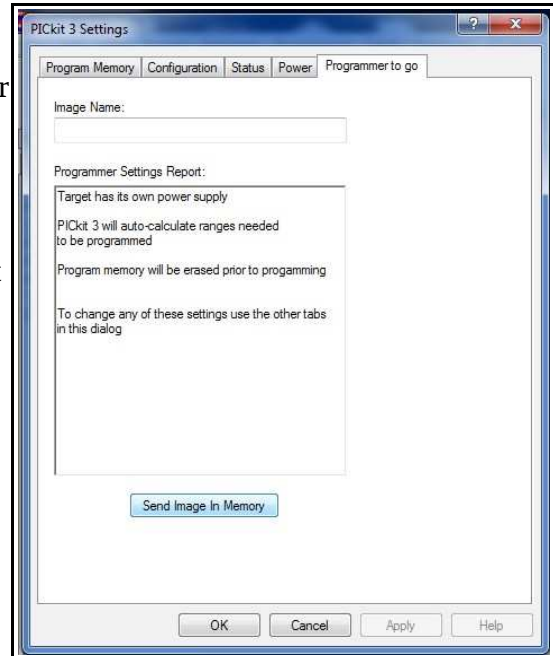 PICkit 3 Settings
Program Memory Configuration Status Power Programmer to go
Image Name:
Programmer Settings Report:
Target has its own power supply
PICkit 3 will auto-calculate ranges needed
to be programmed
Program memory will be erased prior to progamming
To change any of these settings use the other tabs
in this dialog
Send Image In Memory
OK Cancel Apply Help